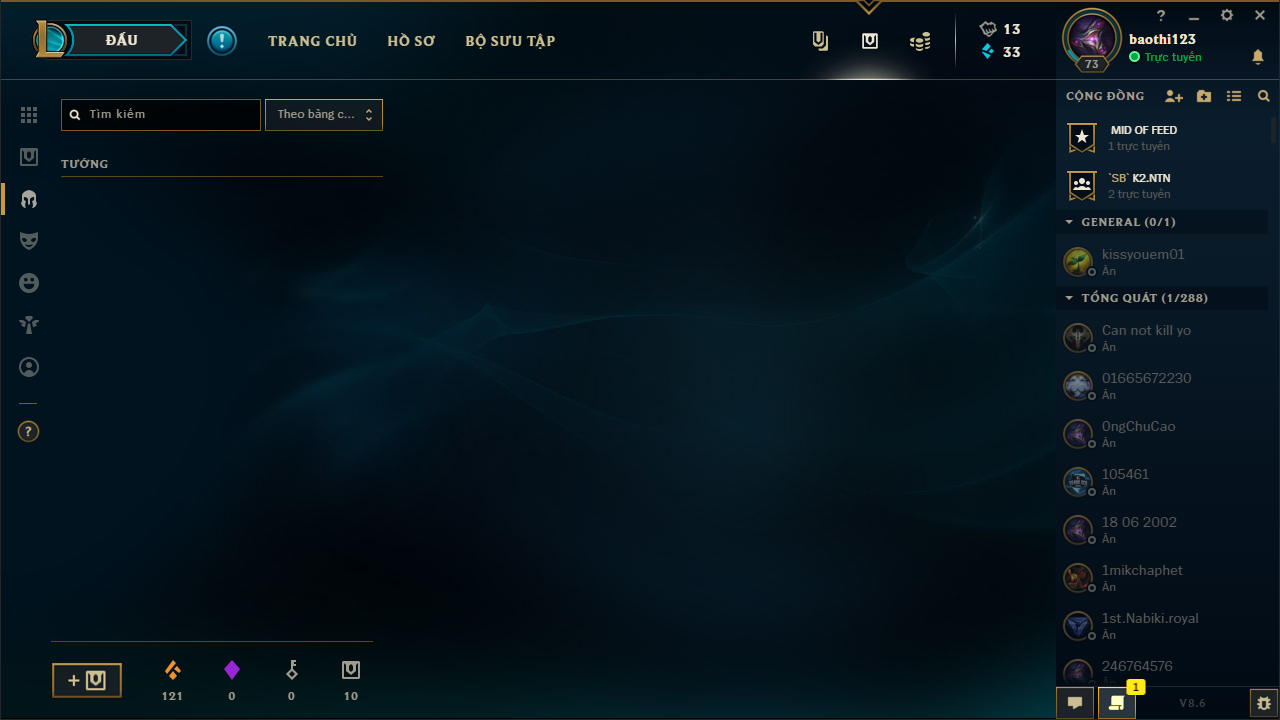 ĐẤU
TRANG CHỦ
HỒ SƠ
BỘ SƯU TẬP
13
33
73
baothi123
Trực tuyến
Tìm kiếm
Theo bảng c...
TƯỚNG
121
0
0
10
CỘNG ĐỒNG
MID OF FEED
1 trực tuyến
`SB` K2.NTN
2 trực tuyến
GENERAL (0/1)
kissyouem01
Ẩn
TỔNG QUÁT (1/288)
Can not kill yo
Ẩn
01665672230
Ẩn
0ngChuCao
Ẩn
105461
Ẩn
18 06 2002
Ẩn
1mikchaphet
Ẩn
1st.Nabiki.royal
Ẩn
246764576
Ẩn
1
V8.6